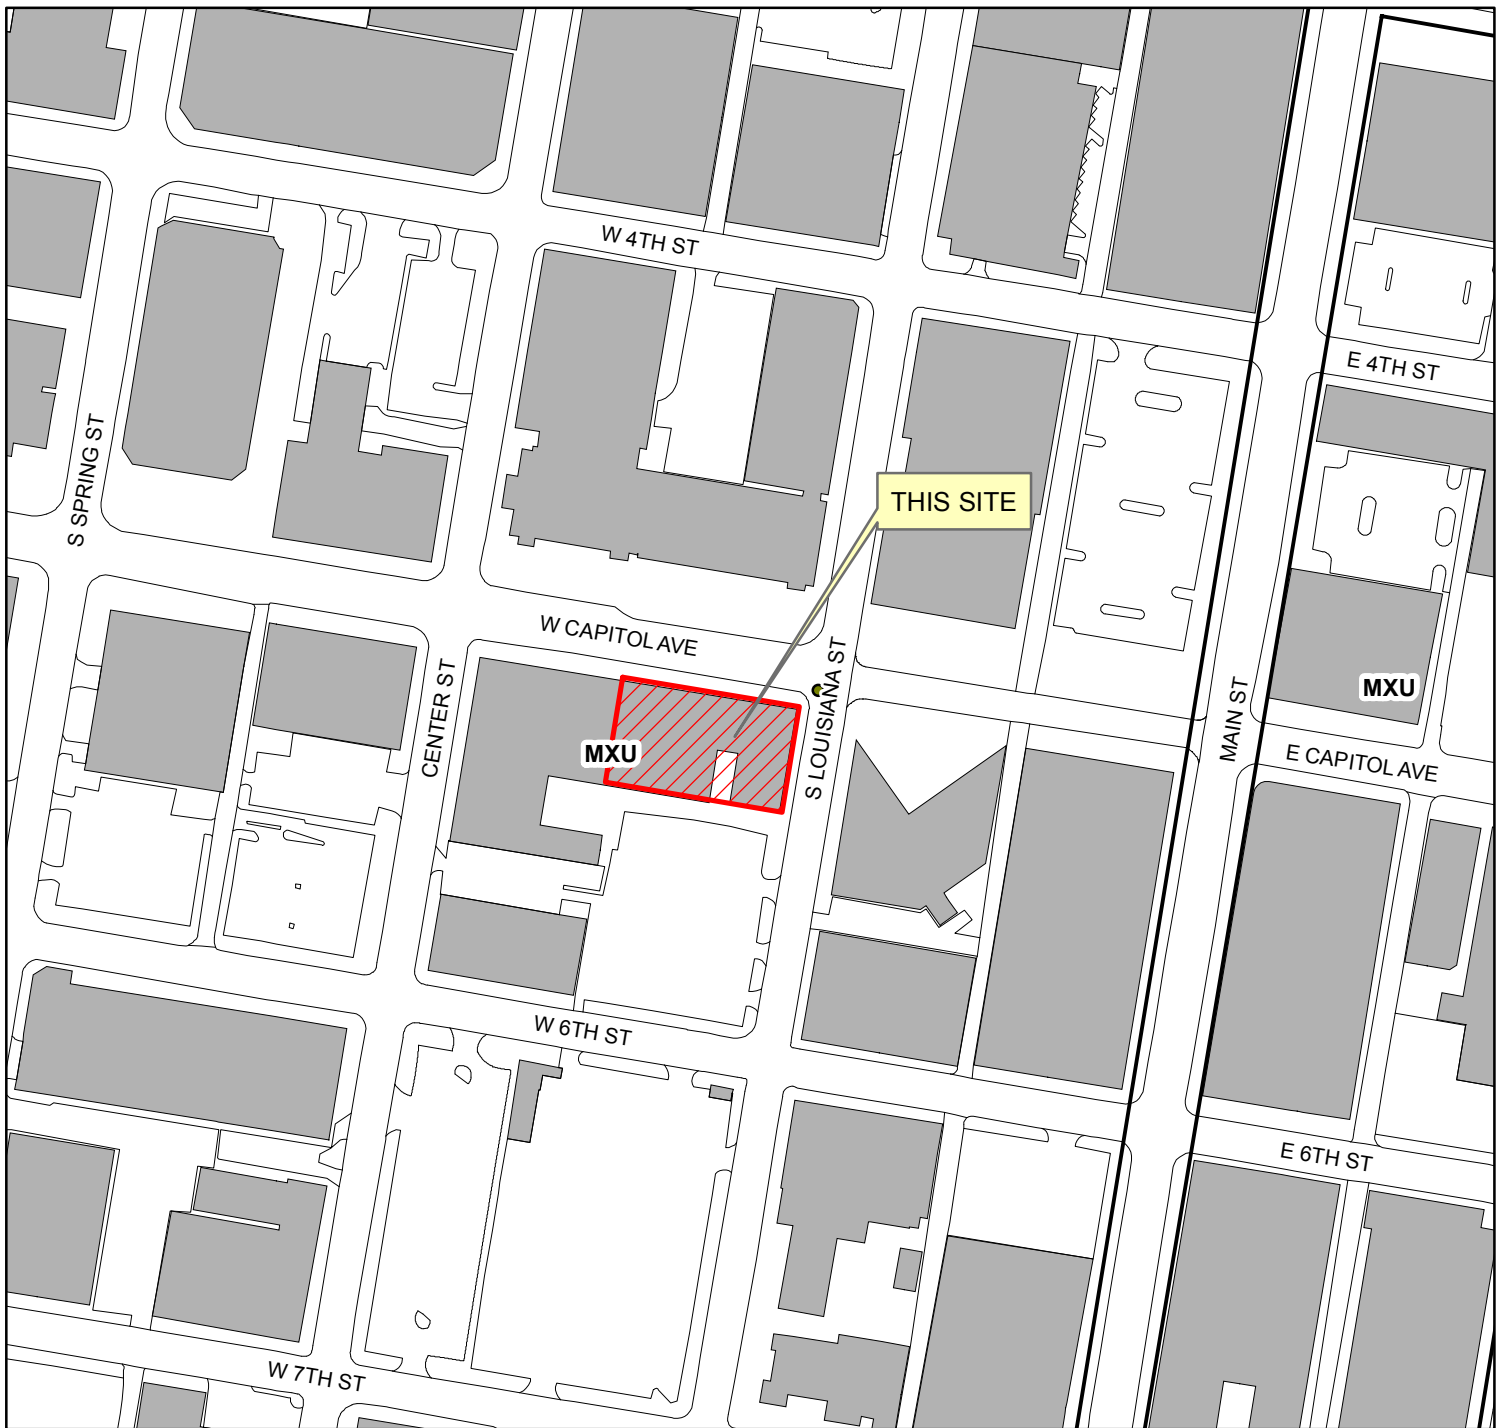 W 4TH ST
E 4TH ST
S SPRING ST
THIS SITE
W CAPITOL AVE
S LOUISIANA ST
CENTER ST
MXU
MAIN ST
MXU
E CAPITOL AVE
W 6TH ST
E 6TH ST
W 7TH ST